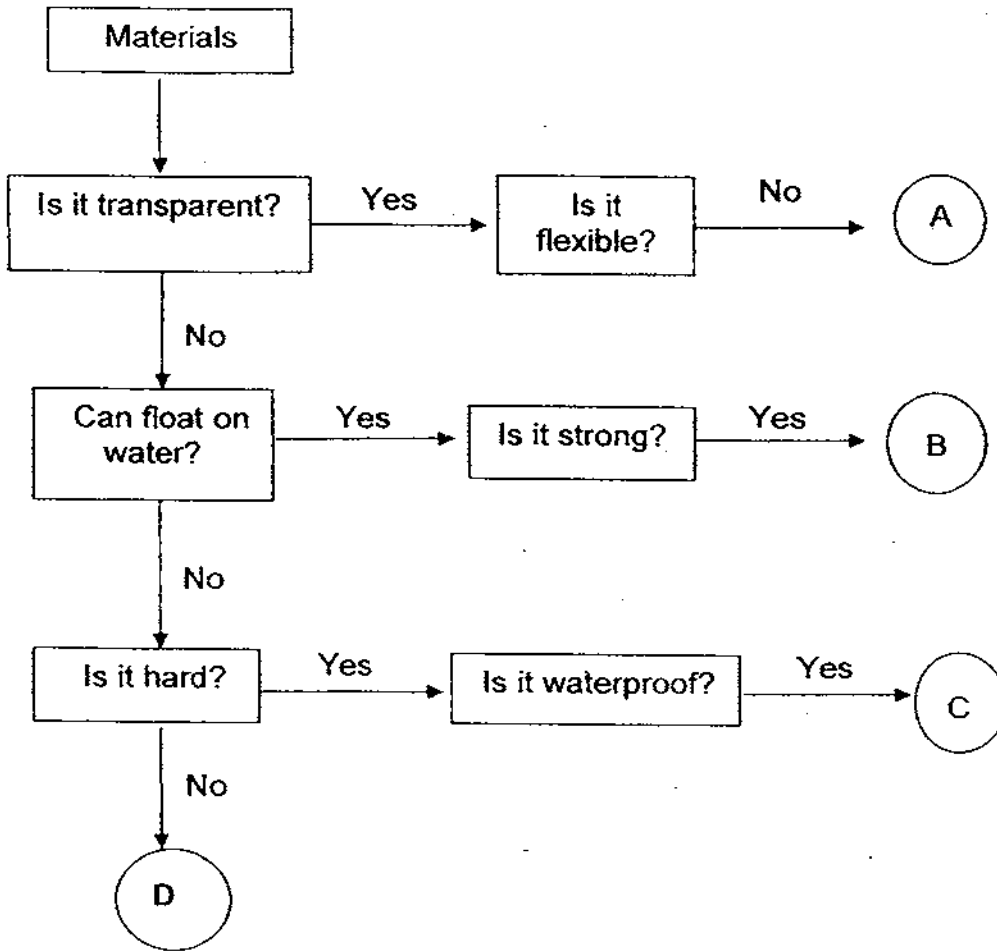 Materials
Is it transparent?
Yes
Is it
flexible?
No
A
No
Can float on
water?
Yes
Is it strong?
Yes
B
No
Is it hard?
Yes
Is it waterproof?
Yes
C
No
D